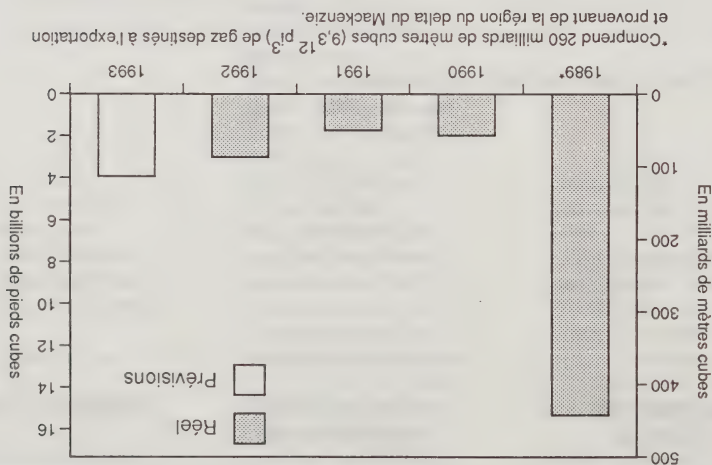 En milliards de mètres cubes
500
400
300
200
100
0
Réel
Prévisions
16
14
12
10
8
6
4
2
0
En billions de pieds cubes
1989* 1990 1991 1992 1993
*Comprend 260 milliards de mètres cubes (9,3¹² pi³) de gaz destinés à l'exportation
et provenant de la région du delta du Mackenzie.